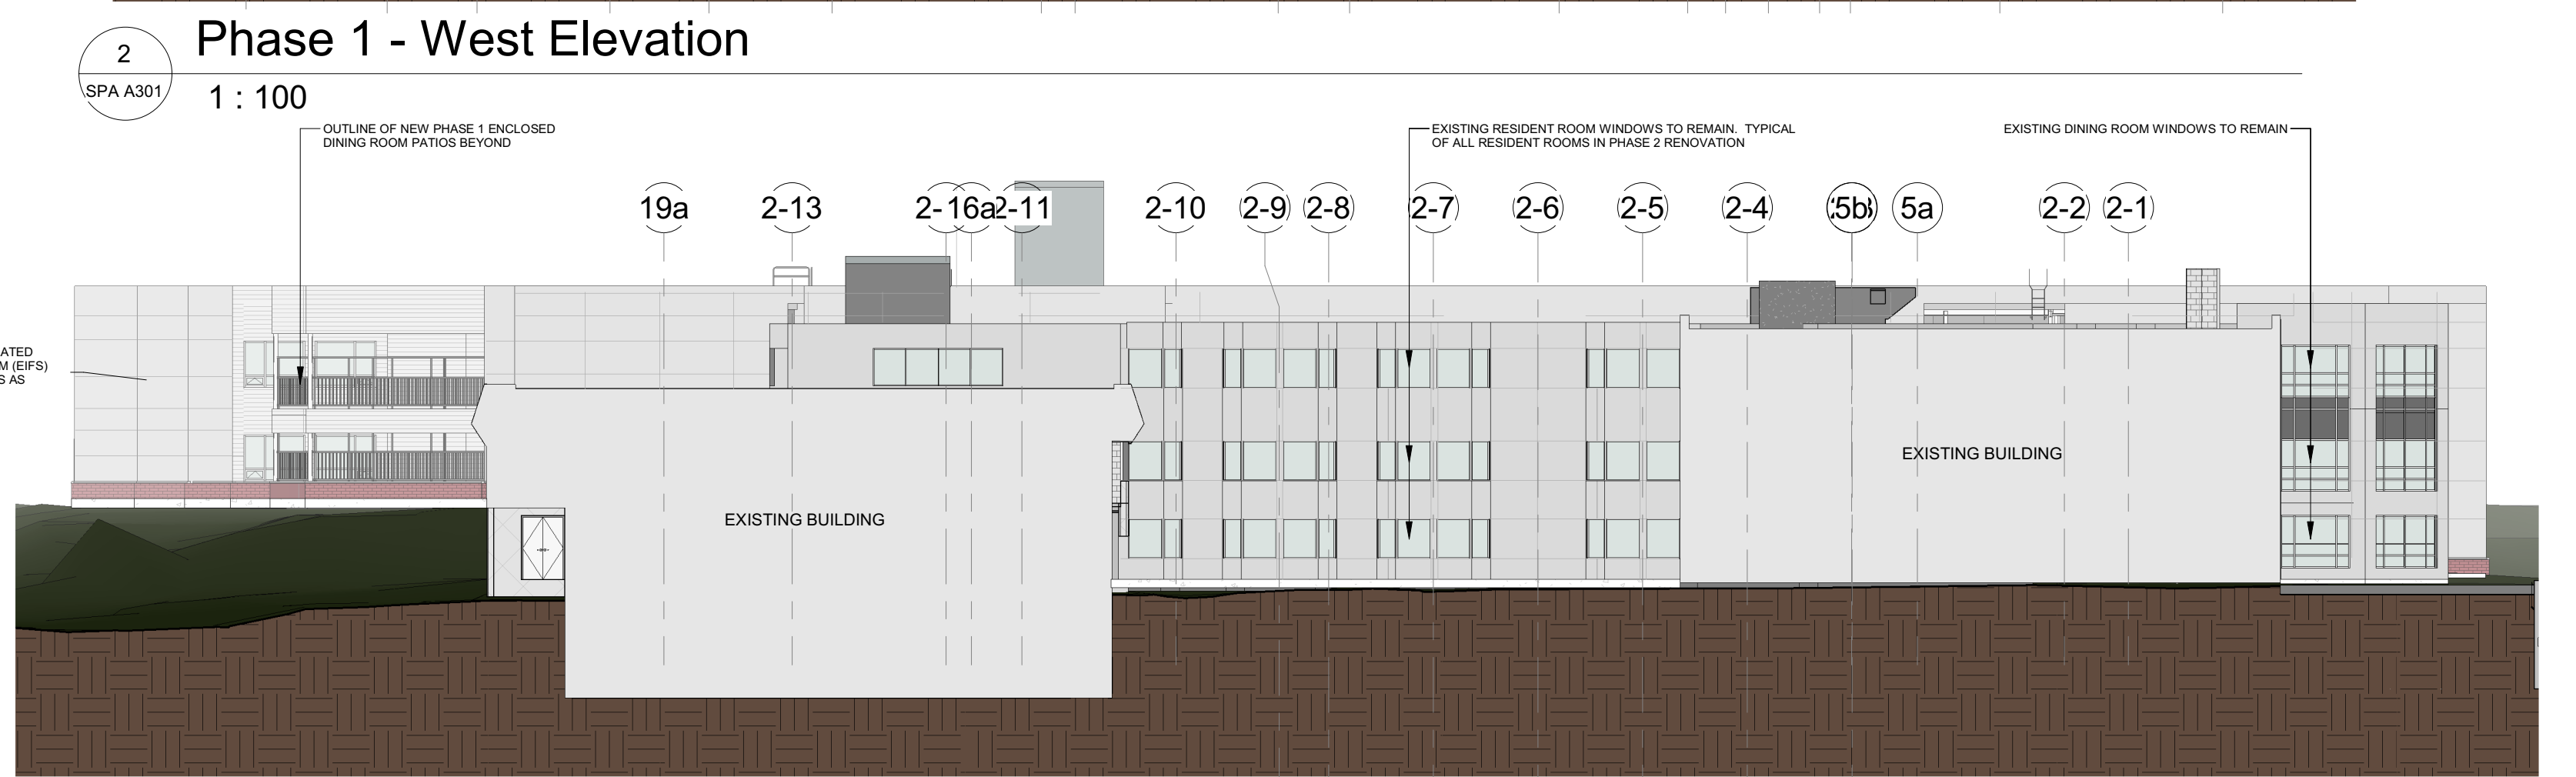 2
SPA A301
Phase 1 - West Elevation
1 : 100
OUTLINE OF NEW PHASE 1 ENCLOSED
DINING ROOM PATIOS BEYOND
EXISTING RESIDENT ROOM WINDOWS TO REMAIN. TYPICAL
OF ALL RESIDENT ROOMS IN PHASE 2 RENOVATION
EXISTING DINING ROOM WINDOWS TO REMAIN
19a
2-13
16a
2-11
2-10
2-9
2-8
2-7
2-6
2-5
2-4
5b
5a
2-2
2-1
ATED
M (EIFS)
S AS
EXISTING BUILDING
EXISTING BUILDING